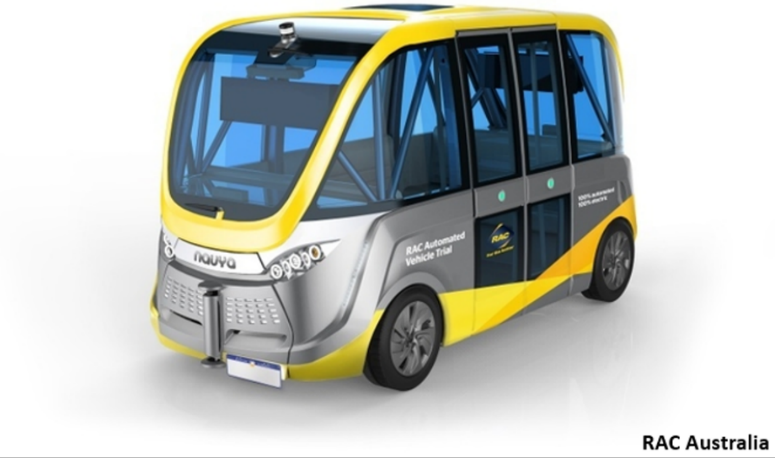 navya
RAC Automated
Vehicle Trial
RAC
100% automated
100% electric
RAC Australia